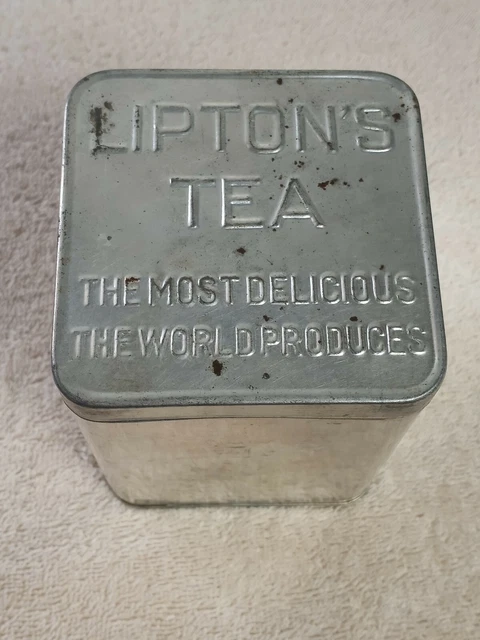 LIPTON'S
TEA
THE MOST DELICIOUS
THE WORLD PRODUCES